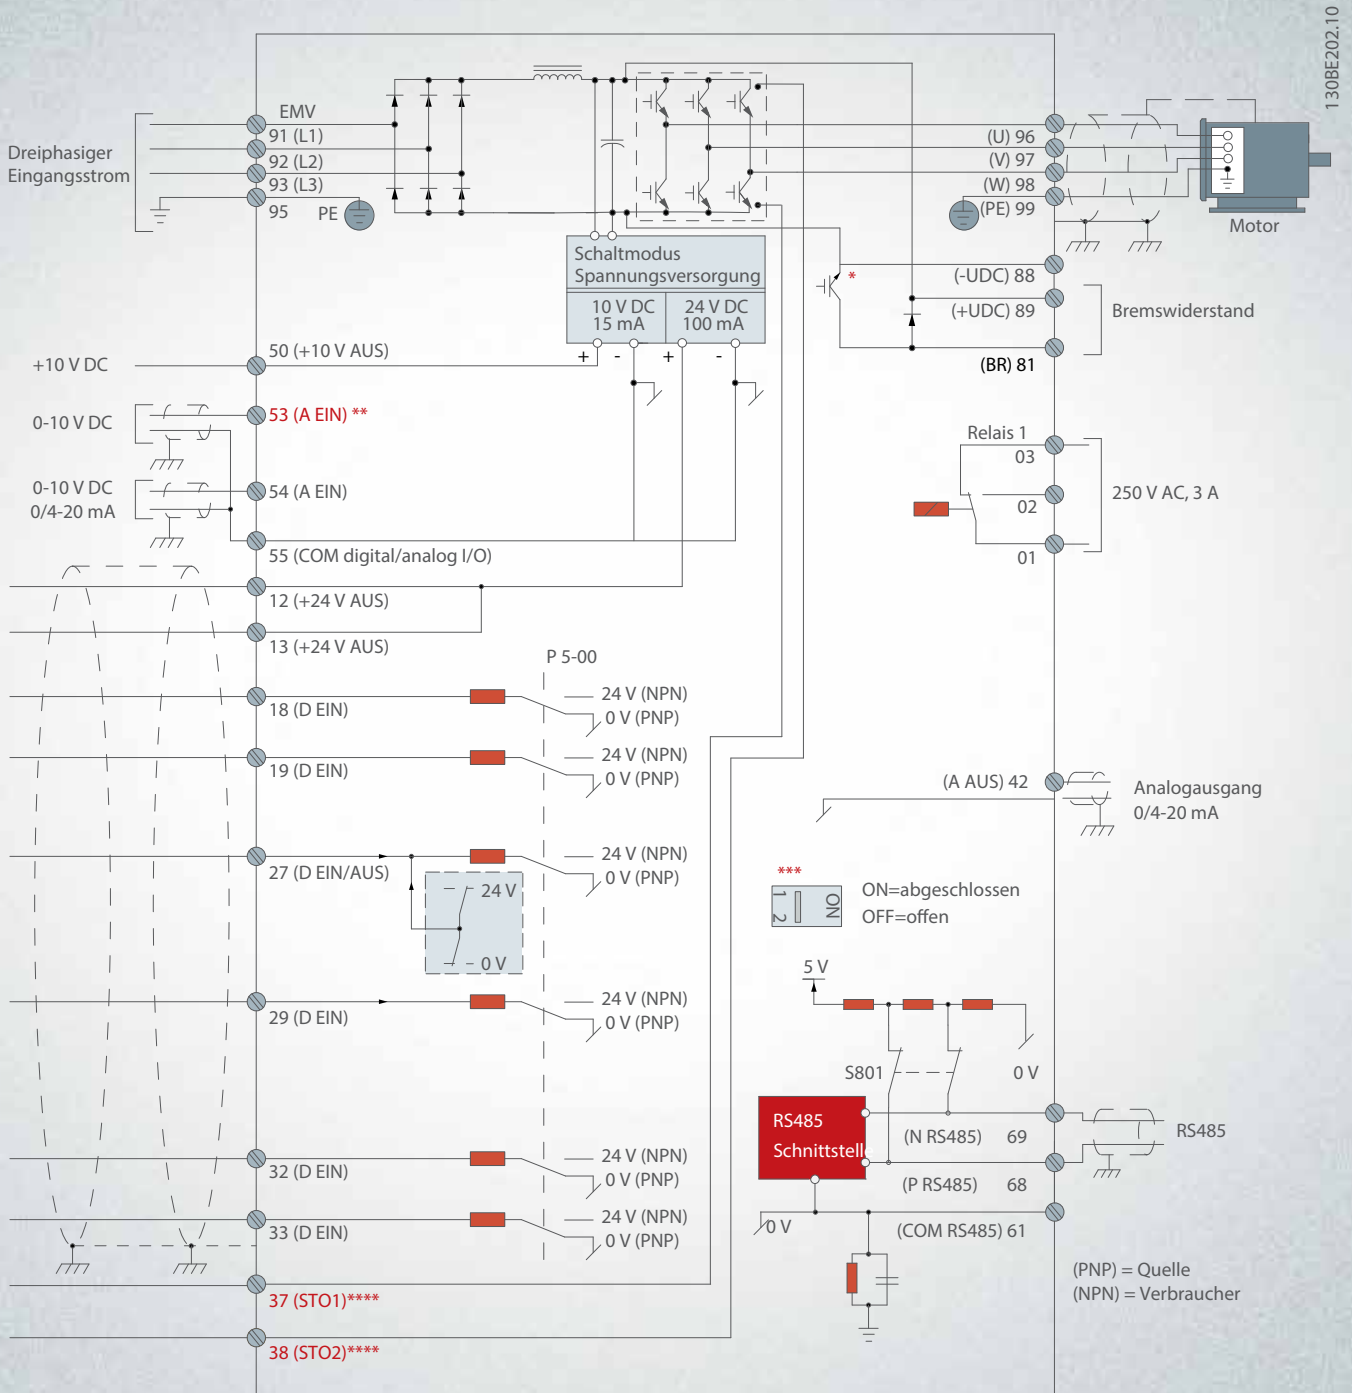 130BE202.10
Dreiphasiger
Eingangsstrom
EMV
91 (L1)
92 (L2)
93 (L3)
95
PE
(U) 96
(V) 97
(W) 98
(PE) 99
Motor
Schaltmodus
Spannungsversorgung
10 V DC
15 mA
24 V DC
100 mA
+
-
+
-
*
(-UDC) 88
(+UDC) 89
(BR) 81
Bremswiderstand
+10 V DC
50 (+10 V AUS)
0-10 V DC
53 (A EIN) **
0-10 V DC
0/4-20 mA
54 (A EIN)
55 (COM digital/analog I/O)
12 (+24 V AUS)
13 (+24 V AUS)
Relais 1
03
02
01
250 V AC, 3 A
P 5-00
18 (D EIN)
24 V (NPN)
0 V (PNP)
19 (D EIN)
24 V (NPN)
0 V (PNP)
27 (D EIN/AUS)
24 V (NPN)
0 V (PNP)
24 V
0 V
29 (D EIN)
24 V (NPN)
0 V (PNP)
32 (D EIN)
24 V (NPN)
0 V (PNP)
33 (D EIN)
24 V (NPN)
0 V (PNP)
37 (STO1)****
38 (STO2)****
(A AUS) 42
Analogausgang
0/4-20 mA
***
1
2
ON
ON=abgeschlossen
OFF=offen
5 V
S801
0 V
RS485
Schnittstelle
(N RS485) 69
(P RS485) 68
0 V
(COM RS485) 61
RS485
(PNP) = Quelle
(NPN) = Verbraucher